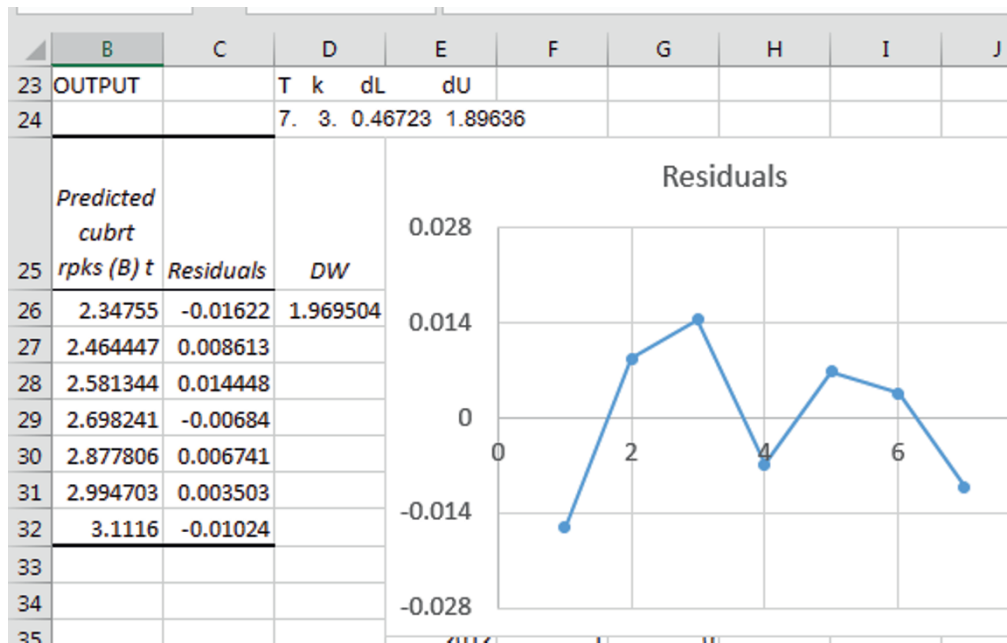 B C D E F G H I J
23 OUTPUT T k dL dU
24 7. 3. 0.46723 1.89636
Residuals
Predicted
cubrt
25 rpks (B) t Residuals DW
26 2.34755 -0.01622 1.969504
27 2.464447 0.008613
28 2.581344 0.014448
29 2.698241 -0.00684
30 2.877806 0.006741
31 2.994703 0.003503
32 3.1116 -0.01024
33
34
35
0.028
0.014
0
0 2 4 6
-0.014
-0.028